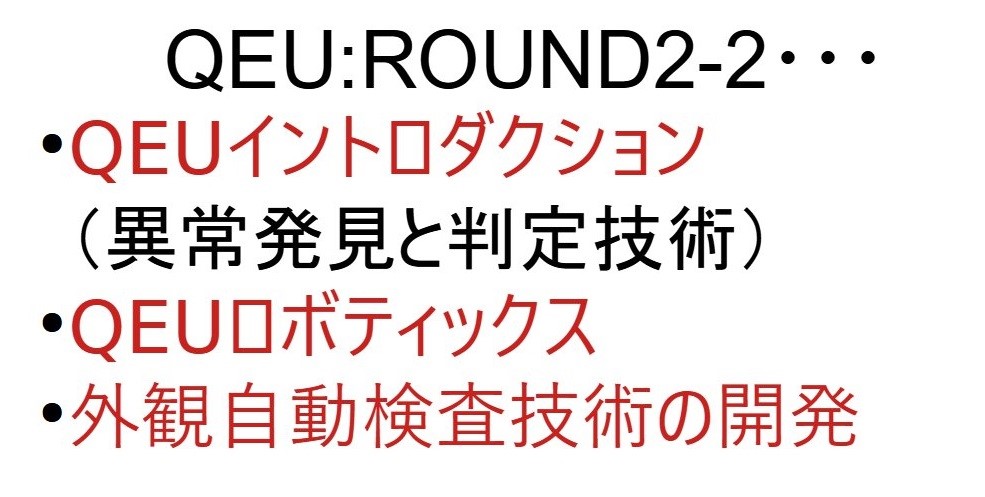 QEU:ROUND2-2・・・
•QEUイントロダクション
（異常発見と判定技術）
•QEUロボティックス
•外観自動検査技術の開発